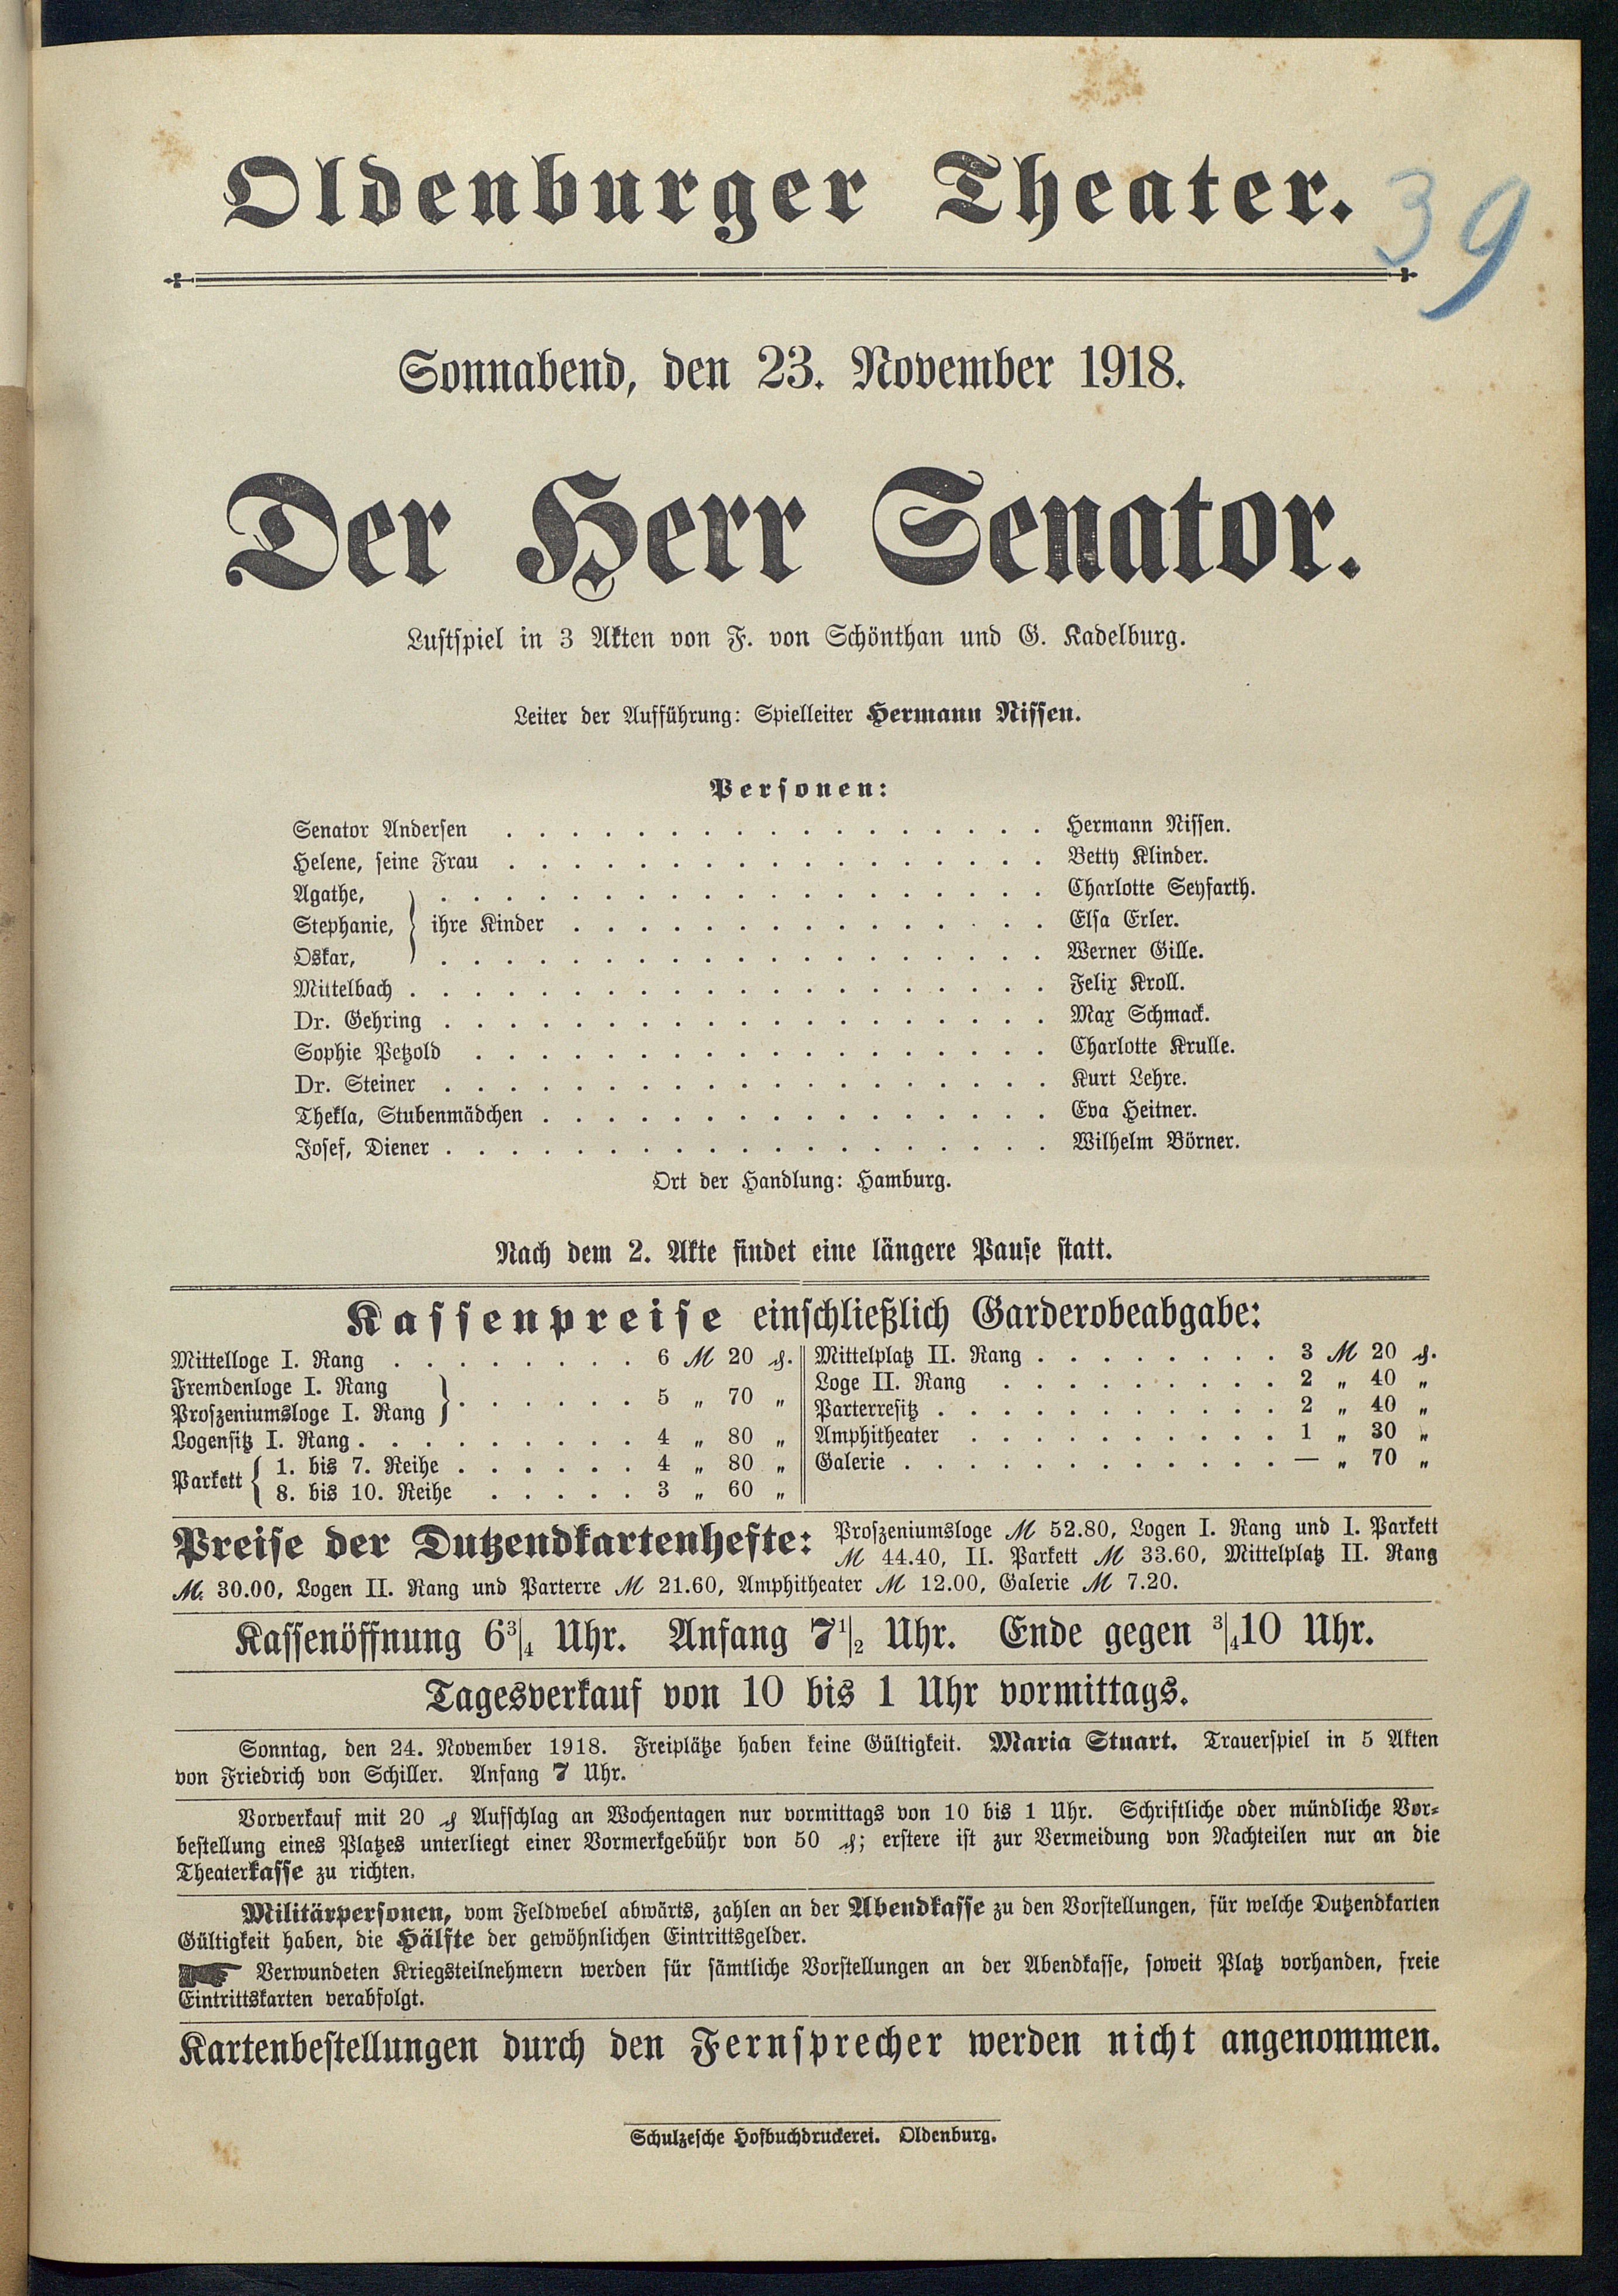 Oldenburger Theater.
39
Sonnabend, den 23. November 1918.
Der Herr Senator.
Lustspiel in 3 Akten von F. von Schönthan und G. Kadelburg.
Leiter der Aufführung: Spielleiter Hermann Nissen.
Personen:
Senator Andersen . . . . . . . . . . . . . . . . . Hermann Nissen.
Helene, seine Frau . . . . . . . . . . . . . . . . . Betty Klinder.
Agathe, . . . . . . . . . . . . . . . . . . . Charlotte Seyfarth.
Stephanie, } ihre Kinder . . . . . . . . . . . . . . . Elsa Erler.
Oskar, . . . . . . . . . . . . . . . . . . . Werner Gille.
Mittelbach . . . . . . . . . . . . . . . . . . . . Felix Kroll.
Dr. Gehring . . . . . . . . . . . . . . . . . . . Max Schmack.
Sophie Petzold . . . . . . . . . . . . . . . . . . Charlotte Krulle.
Dr. Steiner . . . . . . . . . . . . . . . . . . . Kurt Lehre.
Thekla, Stubenmädchen . . . . . . . . . . . . . . . . Eva Heitner.
Josef, Diener . . . . . . . . . . . . . . . . . . . Wilhelm Börner.
Ort der Handlung: Hamburg.
Nach dem 2. Akte findet eine längere Pause statt.
Kassenpreise einschließlich Garderobeabgabe:
Mittelloge I. Rang . . . . . . . . 6 ℳ 20 ₰.
Fremdenloge I. Rang
Proszeniumsloge I. Rang } . . . . . . 5 „ 70 „
Logensitz I. Rang . . . . . . . . . 4 „ 80 „
Parkett { 1. bis 7. Reihe . . . . . . 4 „ 80 „
8. bis 10. Reihe . . . . . 3 „ 60 „
Mittelplatz II. Rang . . . . . . . . 3 ℳ 20 ₰.
Loge II. Rang . . . . . . . . . 2 „ 40 „
Parterresitz . . . . . . . . . . . 2 „ 40 „
Amphitheater . . . . . . . . . . 1 „ 30 „
Galerie . . . . . . . . . . . . — „ 70 „
Preise der Dutzendkartenhefte: Proszeniumsloge ℳ 52.80, Logen I. Rang und I. Parkett
ℳ 44.40, II. Parkett ℳ 33.60, Mittelplatz II. Rang
ℳ. 30.00, Logen II. Rang und Parterre ℳ 21.60, Amphitheater ℳ 12.00, Galerie ℳ 7.20.
Kassenöffnung 6 3/4 Uhr. Anfang 7 1/2 Uhr. Ende gegen 3/4 10 Uhr.
Tagesverkauf von 10 bis 1 Uhr vormittags.
Sonntag, den 24. November 1918. Freiplätze haben keine Gültigkeit. Maria Stuart. Trauerspiel in 5 Akten
von Friedrich von Schiller. Anfang 7 Uhr.
Vorverkauf mit 20 ₰ Aufschlag an Wochentagen nur vormittags von 10 bis 1 Uhr. Schriftliche oder mündliche Vor-
bestellung eines Platzes unterliegt einer Vormerkgebühr von 50 ₰; erstere ist zur Vermeidung von Nachteilen nur an die
Theaterkasse zu richten.
Militärpersonen, vom Feldwebel abwärts, zahlen an der Abendkasse zu den Vorstellungen, für welche Dutzendkarten
Gültigkeit haben, die Hälfte der gewöhnlichen Eintrittsgelder.
☛ Verwundeten Kriegsteilnehmern werden für sämtliche Vorstellungen an der Abendkasse, soweit Platz vorhanden, freie
Eintrittskarten verabfolgt.
Kartenbestellungen durch den Fernsprecher werden nicht angenommen.
Schulzesche Hofbuchdruckerei. Oldenburg.